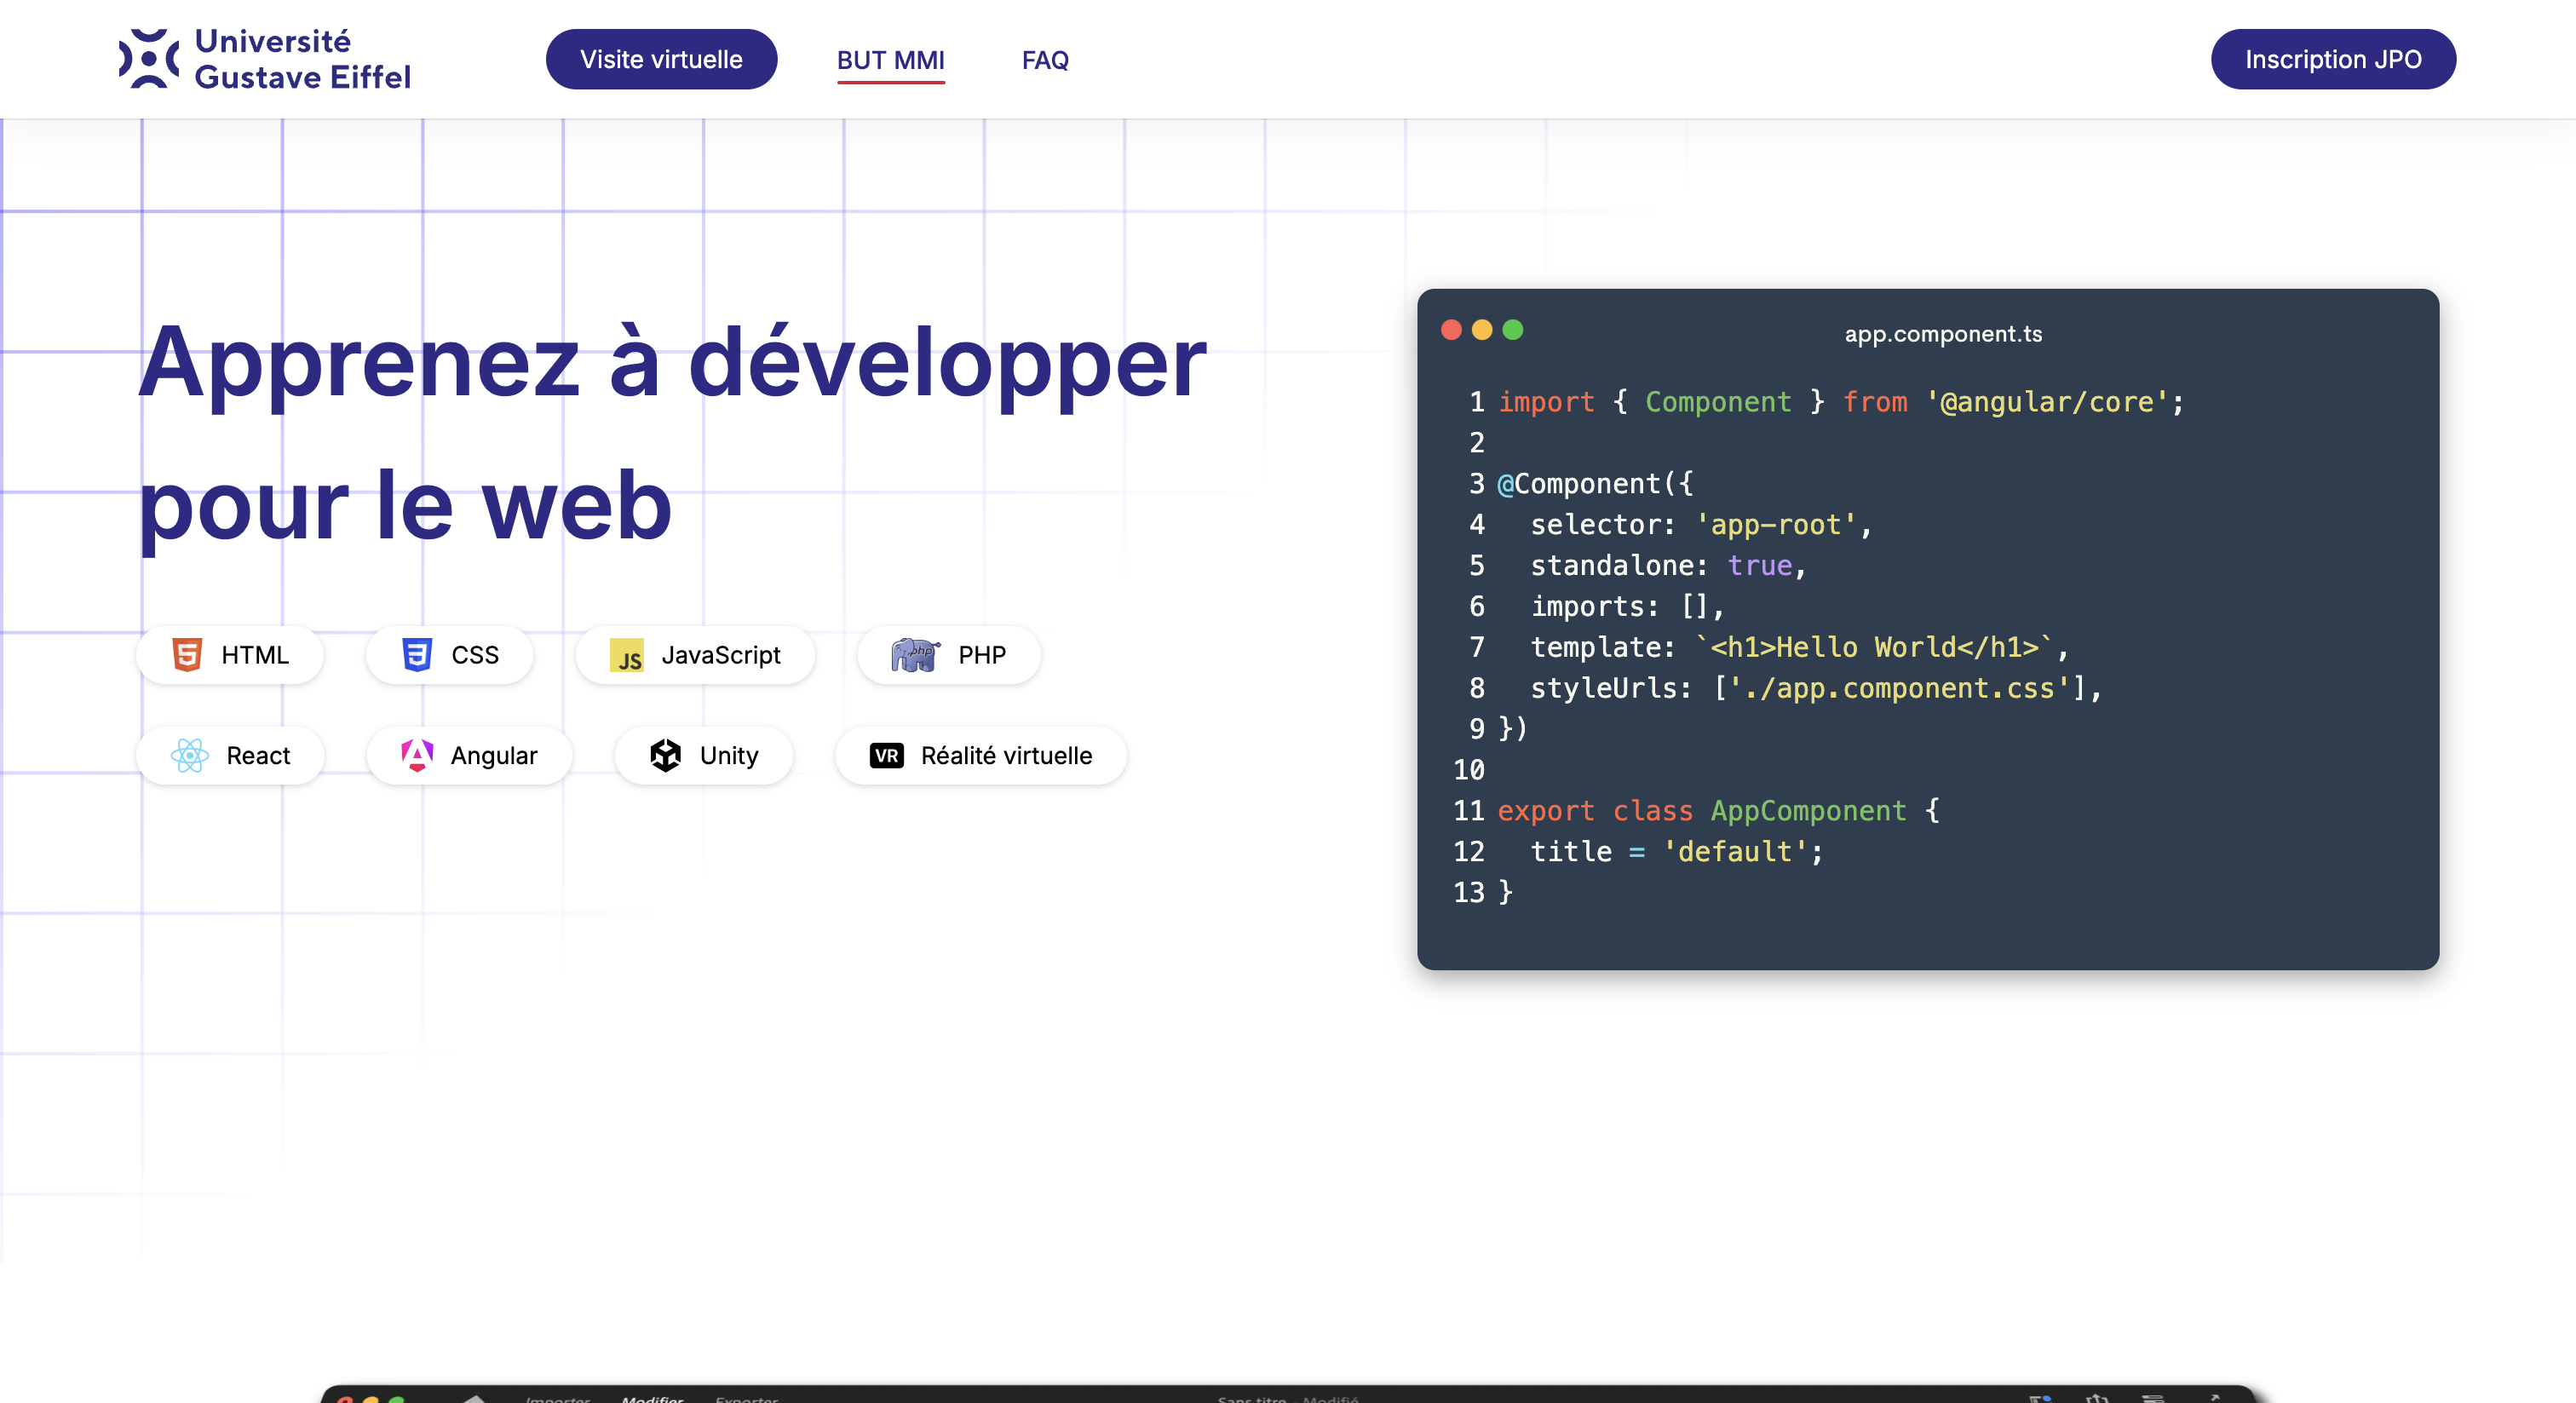 Université
Gustave Eiffel
Visite virtuelle
BUT MMI
FAQ
Inscription JPO
Apprenez à développer
pour le web
HTML
CSS
JS
JavaScript
php
PHP
React
Angular
Unity
VR
Réalité virtuelle
app.component.ts
1 import { Component } from '@angular/core';
2
3 @Component({
4   selector: 'app-root',
5   standalone: true,
6   imports: [],
7   template: `<h1>Hello World</h1>`,
8   styleUrls: ['./app.component.css'],
9 })
10
11 export class AppComponent {
12   title = 'default';
13 }
Importer
Modifier
Exporter
Sans titre - Modifié